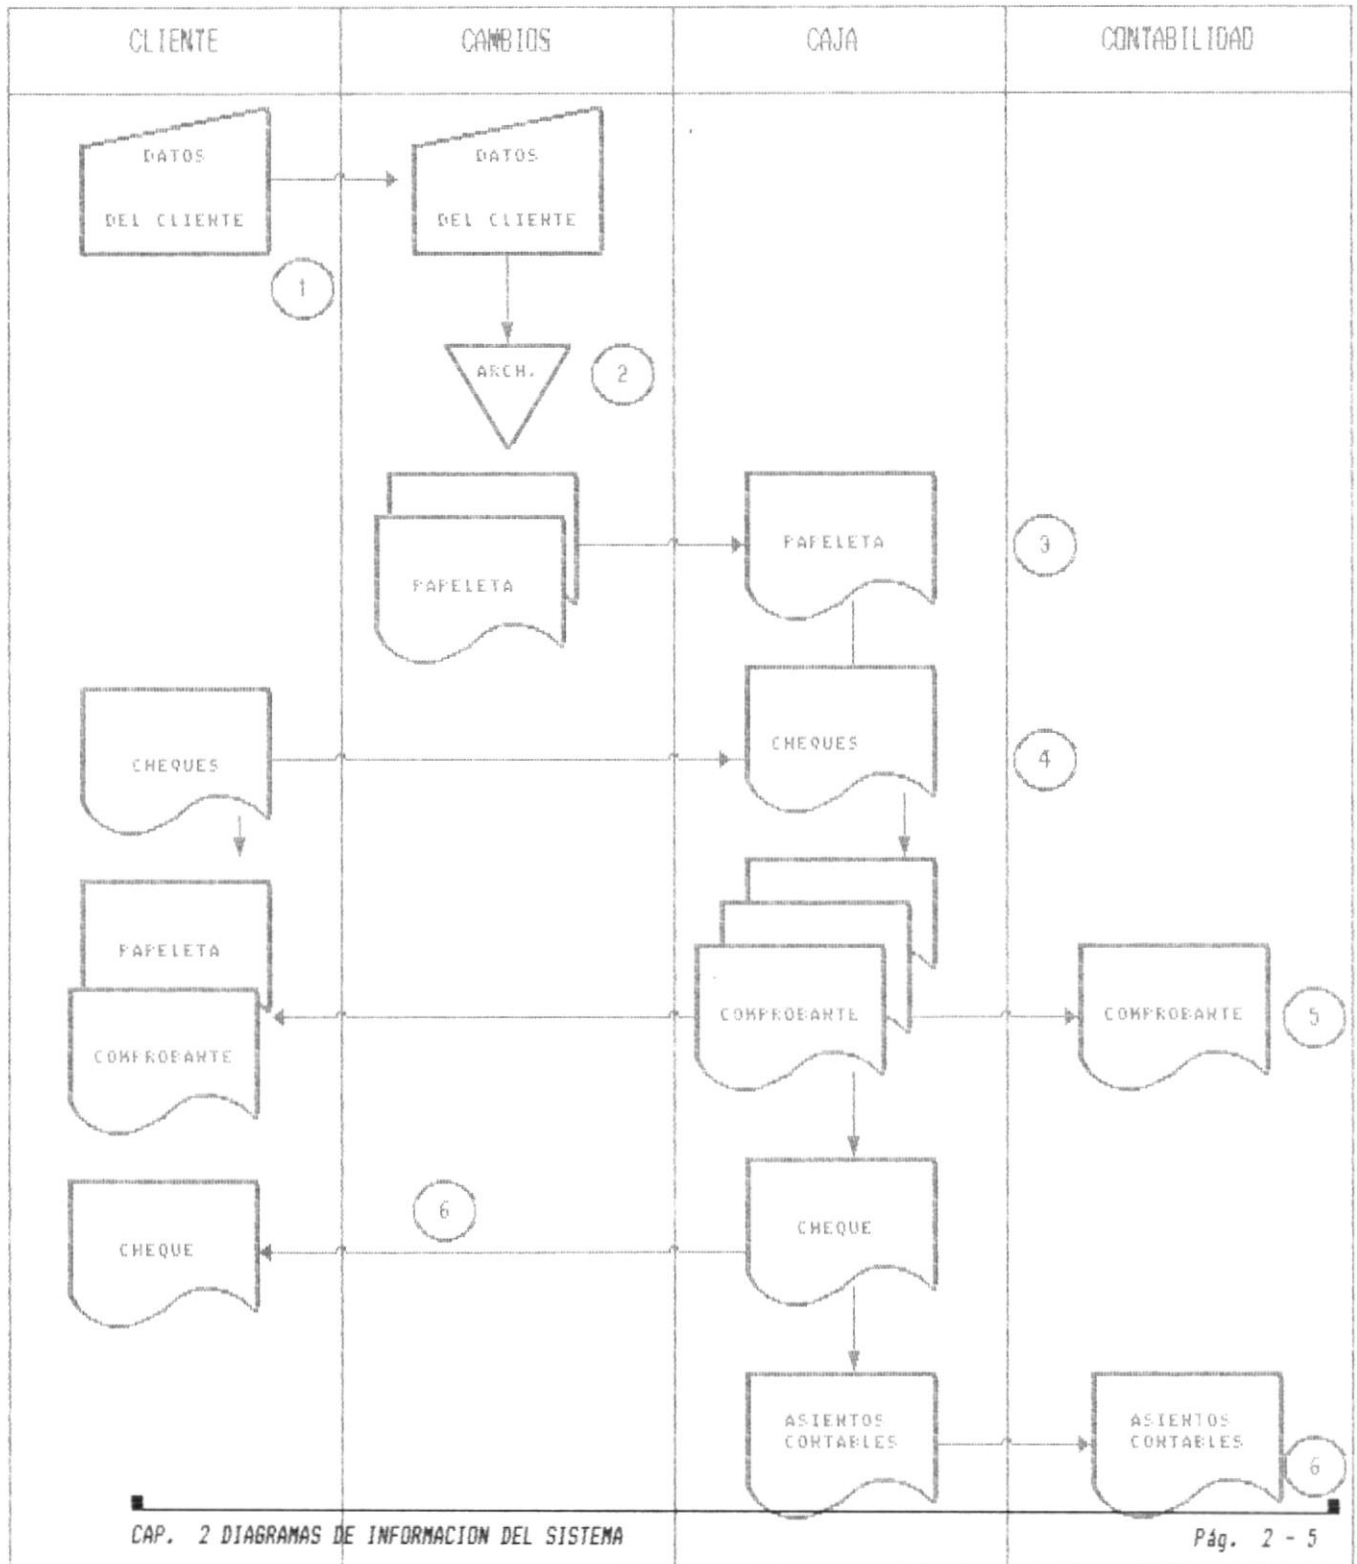 CLIENTE CAMBIOS CAJA CONTABILIDAD
DATOS
DEL CLIENTE
DATOS
DEL CLIENTE
1
ARCH.
2
PAPELETA
PAPELETA
3
CHEQUES
CHEQUES
4
PAPELETA
COMPROBANTE
COMPROBANTE
COMPROBANTE
5
CHEQUE
6
CHEQUE
ASIENTOS
CONTABLES
ASIENTOS
CONTABLES
6
CAP. 2 DIAGRAMAS DE INFORMACION DEL SISTEMA
Pág. 2 - 5